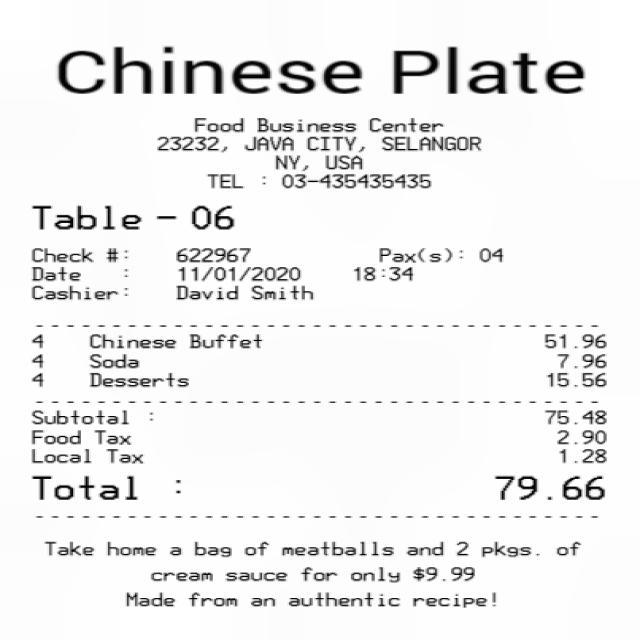 Chinese Plate
Food Business Center
23232, JAVA CITY, SELANGOR
NY, USA
TEL : 03-435435435
Table - 06
Check #: 622967 Pax(s): 04
Date : 11/01/2020 18:34
Cashier: David Smith
4 Chinese Buffet 51.96
4 Soda 7.96
4 Desserts 15.56
Subtotal : 75.48
Food Tax 2.90
Local Tax 1.28
Total : 79.66
Take home a bag of meatballs and 2 pkgs. of
cream sauce for only $9.99
Made from an authentic recipe!